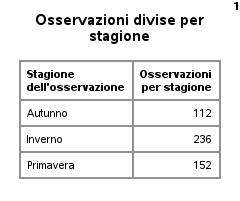 1
Osservazioni divise per
stagione
Stagione dell'osservazione Osservazioni per stagione
Autunno 112
Inverno 236
Primavera 152